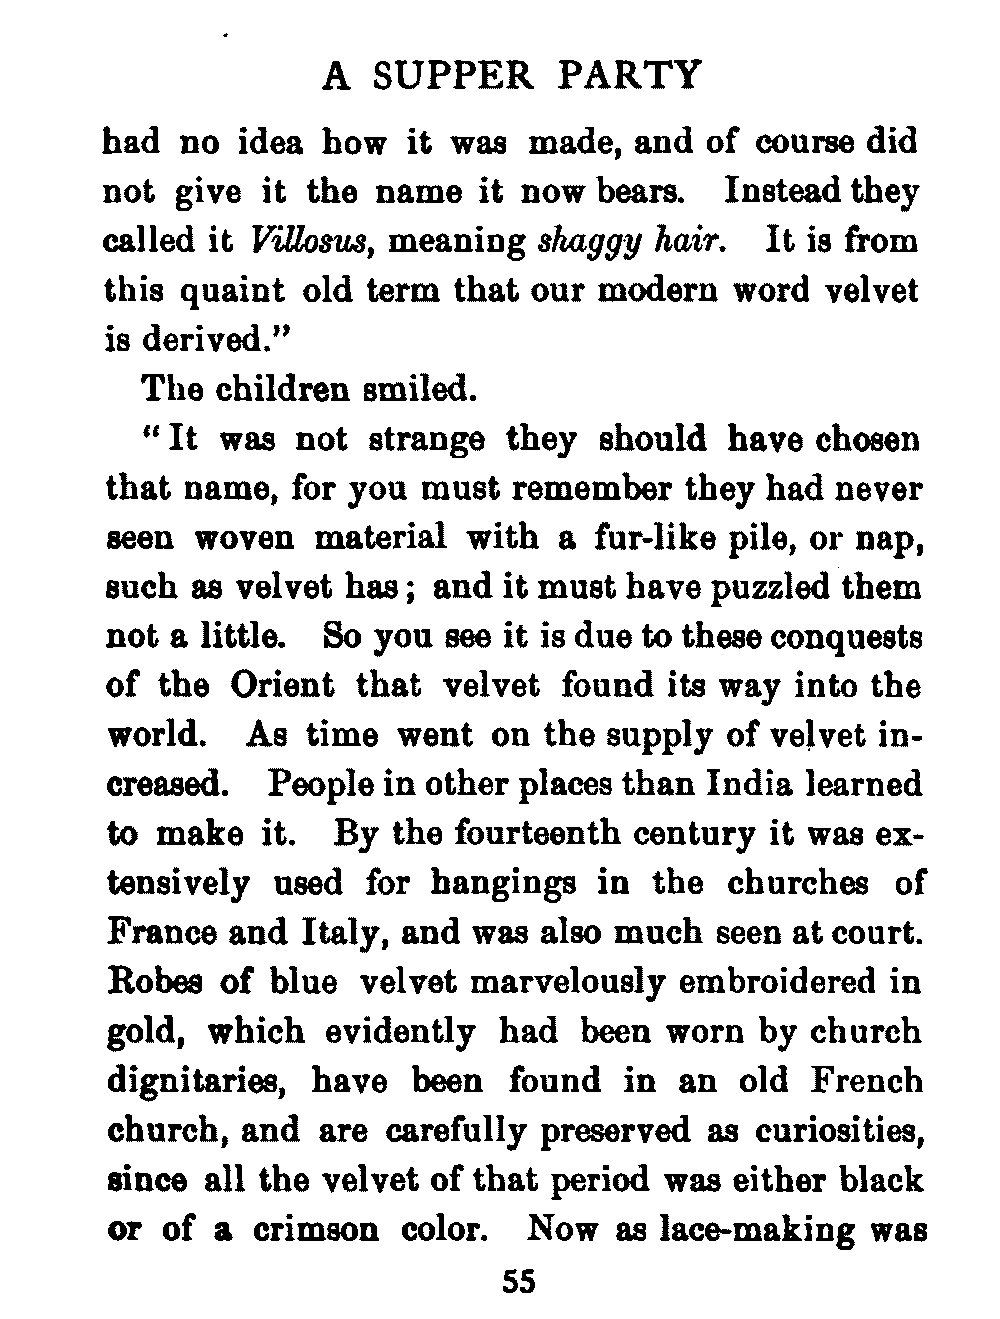 A SUPPER PARTY
had no idea how it was made, and of course did
not give it the name it now bears. Instead they
called it Villosus, meaning shaggy hair. It is from
this quaint old term that our modern word velvet
is derived."
The children smiled.
"It was not strange they should have chosen
that name, for you must remember they had never
seen woven material with a fur-like pile, or nap,
such as velvet has; and it must have puzzled them
not a little. So you see it is due to these conquests
of the Orient that velvet found its way into the
world. As time went on the supply of velvet in-
creased. People in other places than India learned
to make it. By the fourteenth century it was ex-
tensively used for hangings in the churches of
France and Italy, and was also much seen at court.
Robes of blue velvet marvelously embroidered in
gold, which evidently had been worn by church
dignitaries, have been found in an old French
church, and are carefully preserved as curiosities,
since all the velvet of that period was either black
or of a crimson color. Now as lace-making was
55